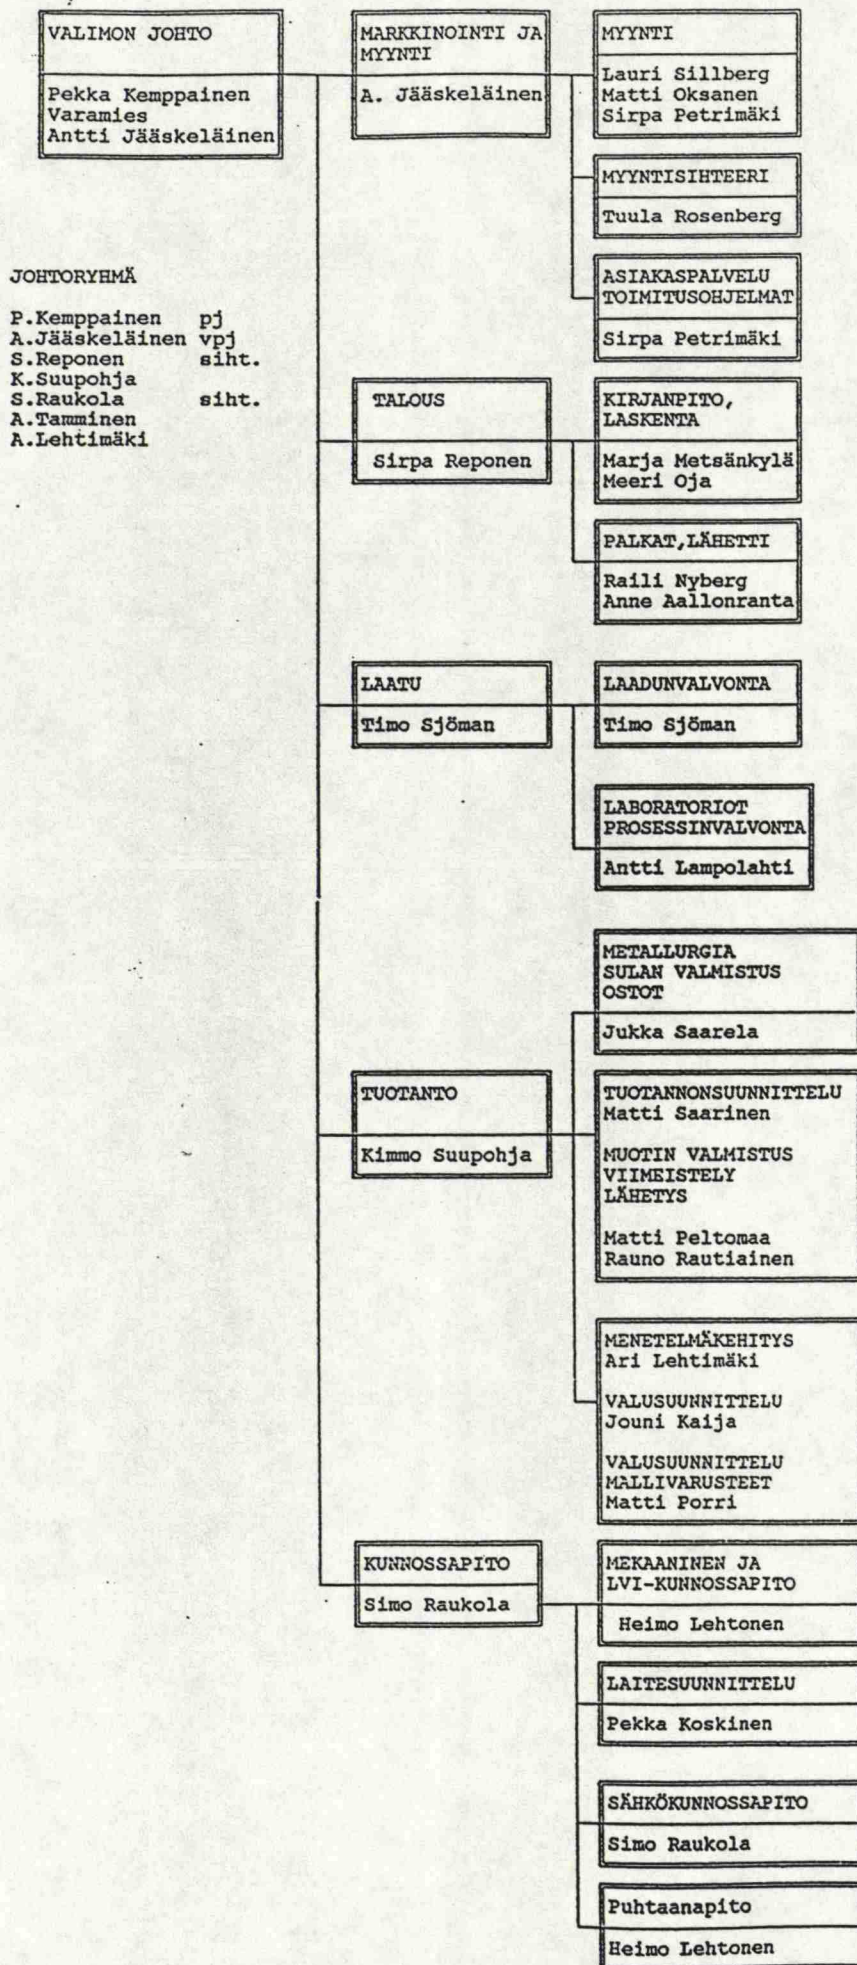 VALIMON JOHTO
Pekka Kemppainen
Varamies
Antti Jääskeläinen
MARKKINOINTI JA
MYYNTI
A. Jääskeläinen
MYYNTI
Lauri Sillberg
Matti Oksanen
Sirpa Petrimäki
MYYNTISIHTEERI
Tuula Rosenberg
ASIAKASPALVELU
TOIMITUSOHJELMAT
Sirpa Petrimäki
JOHTORYHMÄ
P.Kemppainen pj
A.Jääskeläinen vpj
S.Reponen siht.
K.Suupohja
S.Raukola siht.
A.Tamminen
A.Lehtimäki
TALOUS
Sirpa Reponen
KIRJANPITO,
LASKENTA
Marja Metsänkylä
Meeri Oja
PALKAT,LÄHETTI
Raili Nyberg
Anne Aallonranta
LAATU
Timo Sjöman
LAADUNVALVONTA
Timo Sjöman
LABORATORIOT
PROSESSINVALVONTA
Antti Lampolahti
METALLURGIA
SULAN VALMISTUS
OSTOT
Jukka Saarela
TUOTANTO
Kimmo Suupohja
TUOTANNONSUUNNITTELU
Matti Saarinen
MUOTIN VALMISTUS
VIIMEISTELY
LÄHETYS
Matti Peltomaa
Rauno Rautiainen
MENETELMÄKEHITYS
Ari Lehtimäki
VALUSUUNNITTELU
Jouni Kaija
VALUSUUNNITTELU
MALLIVARUSTEET
Matti Porri
KUNNOSSAPITO
Simo Raukola
MEKAANINEN JA
LVI-KUNNOSSAPITO
Heimo Lehtonen
LAITESUUNNITTELU
Pekka Koskinen
SÄHKÖKUNNOSSAPITO
Simo Raukola
Puhtaanapito
Heimo Lehtonen